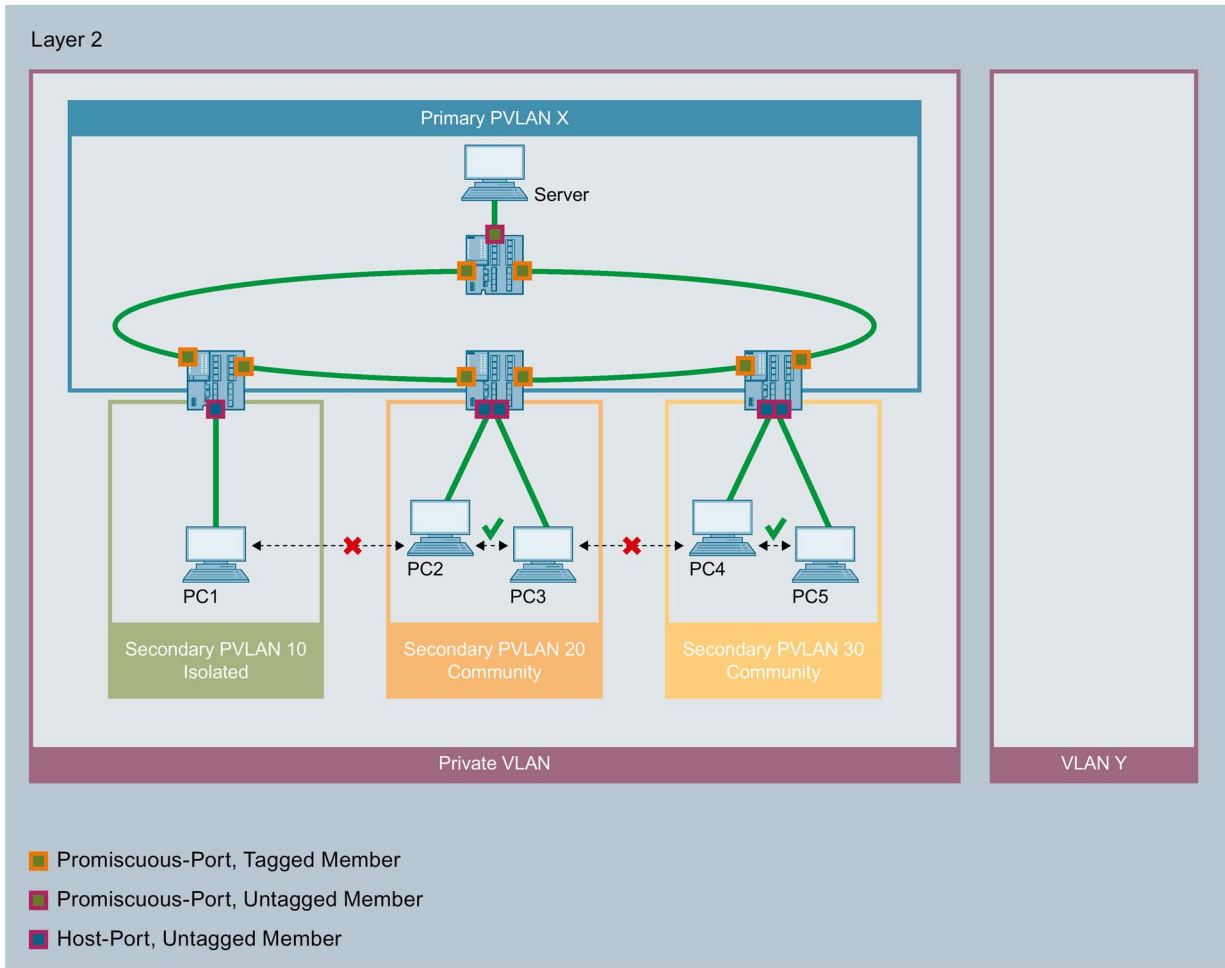 Layer 2
Primary PVLAN X
Server
PC1
PC2
PC3
PC4
PC5
Secondary PVLAN 10
Isolated
Secondary PVLAN 20
Community
Secondary PVLAN 30
Community
Private VLAN
VLAN Y
Promiscuous-Port, Tagged Member
Promiscuous-Port, Untagged Member
Host-Port, Untagged Member